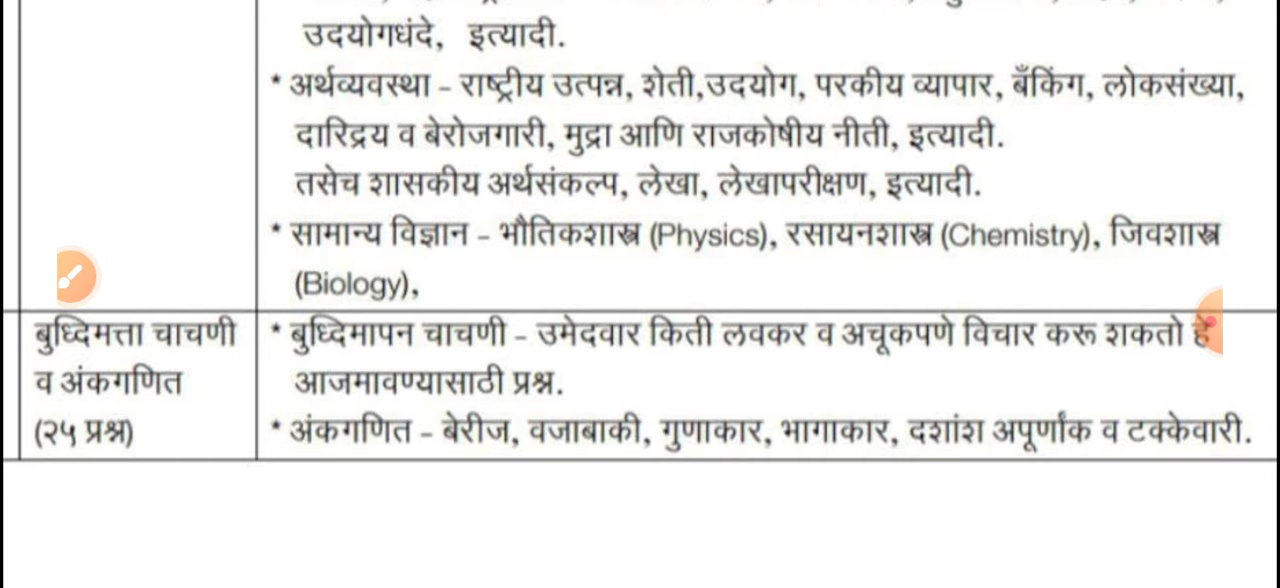 उदयोगधंदे, इत्यादी.
* अर्थव्यवस्था - राष्ट्रीय उत्पन्न, शेती,उदयोग, परकीय व्यापार, बँकिंग, लोकसंख्या,
दारिद्रय व बेरोजगारी, मुद्रा आणि राजकोषीय नीती, इत्यादी.
तसेच शासकीय अर्थसंकल्प, लेखा, लेखापरीक्षण, इत्यादी.
* सामान्य विज्ञान - भौतिकशास्त्र (Physics), रसायनशास्त्र (Chemistry), जिवशास्त्र
(Biology),
बुध्दिमत्ता चाचणी
व अंकगणित
(२५ प्रश्न)
* बुध्दिमापन चाचणी - उमेदवार किती लवकर व अचूकपणे विचार करू शकतो हे
आजमावण्यासाठी प्रश्न.
* अंकगणित - बेरीज, वजाबाकी, गुणाकार, भागाकार, दशांश अपूर्णांक व टक्केवारी.